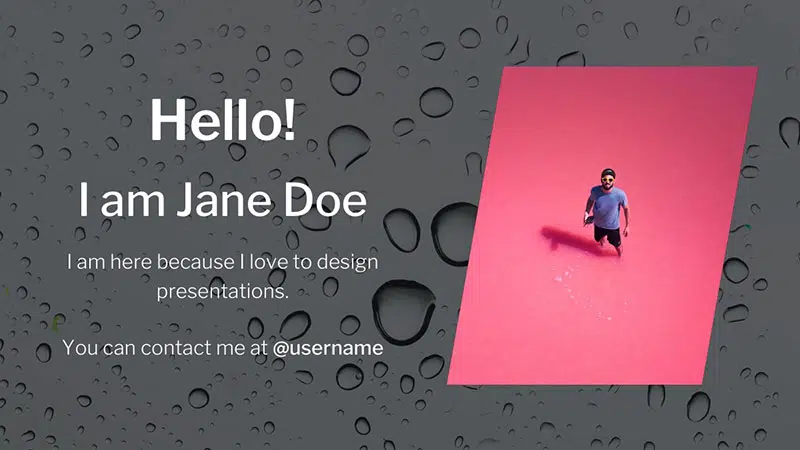 Hello!
I am Jane Doe
I am here because I love to design
presentations.
You can contact me at @username